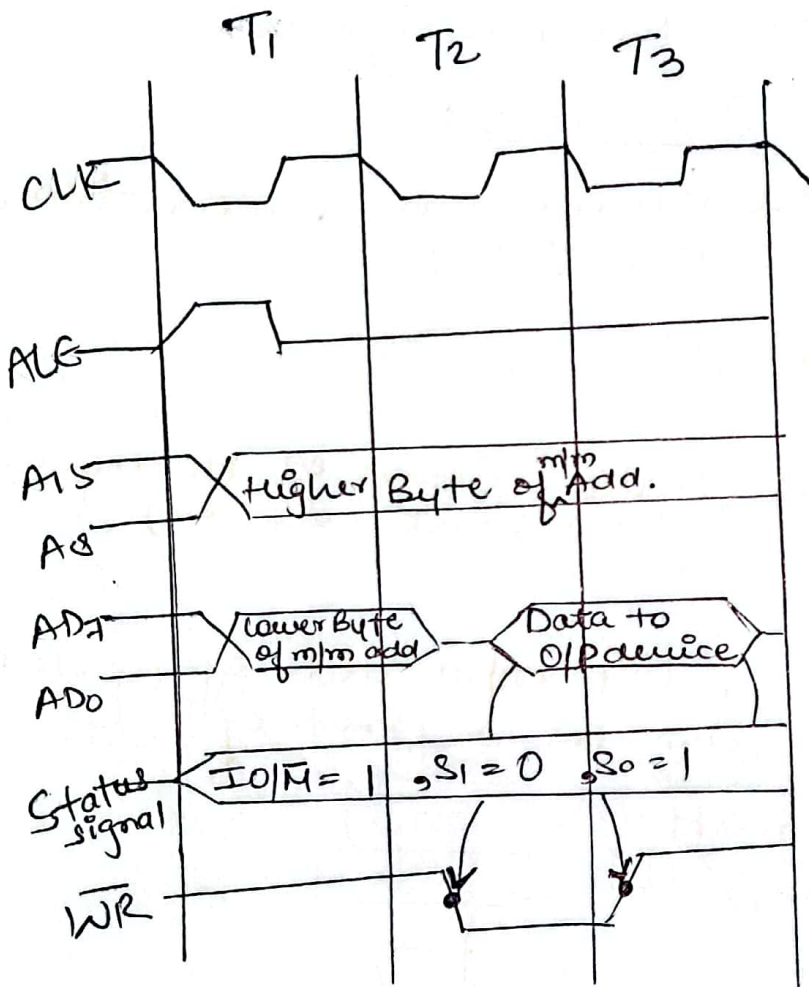 T1 T2 T3
CLK
ALE
A15
A8
Higher Byte of m/m Add.
AD7
AD0
Lower Byte
of m/m add
Data to
O/P device
Status
signal
IO/M̅ = 1 , S1 = 0 , S0 = 1
W̅R̅